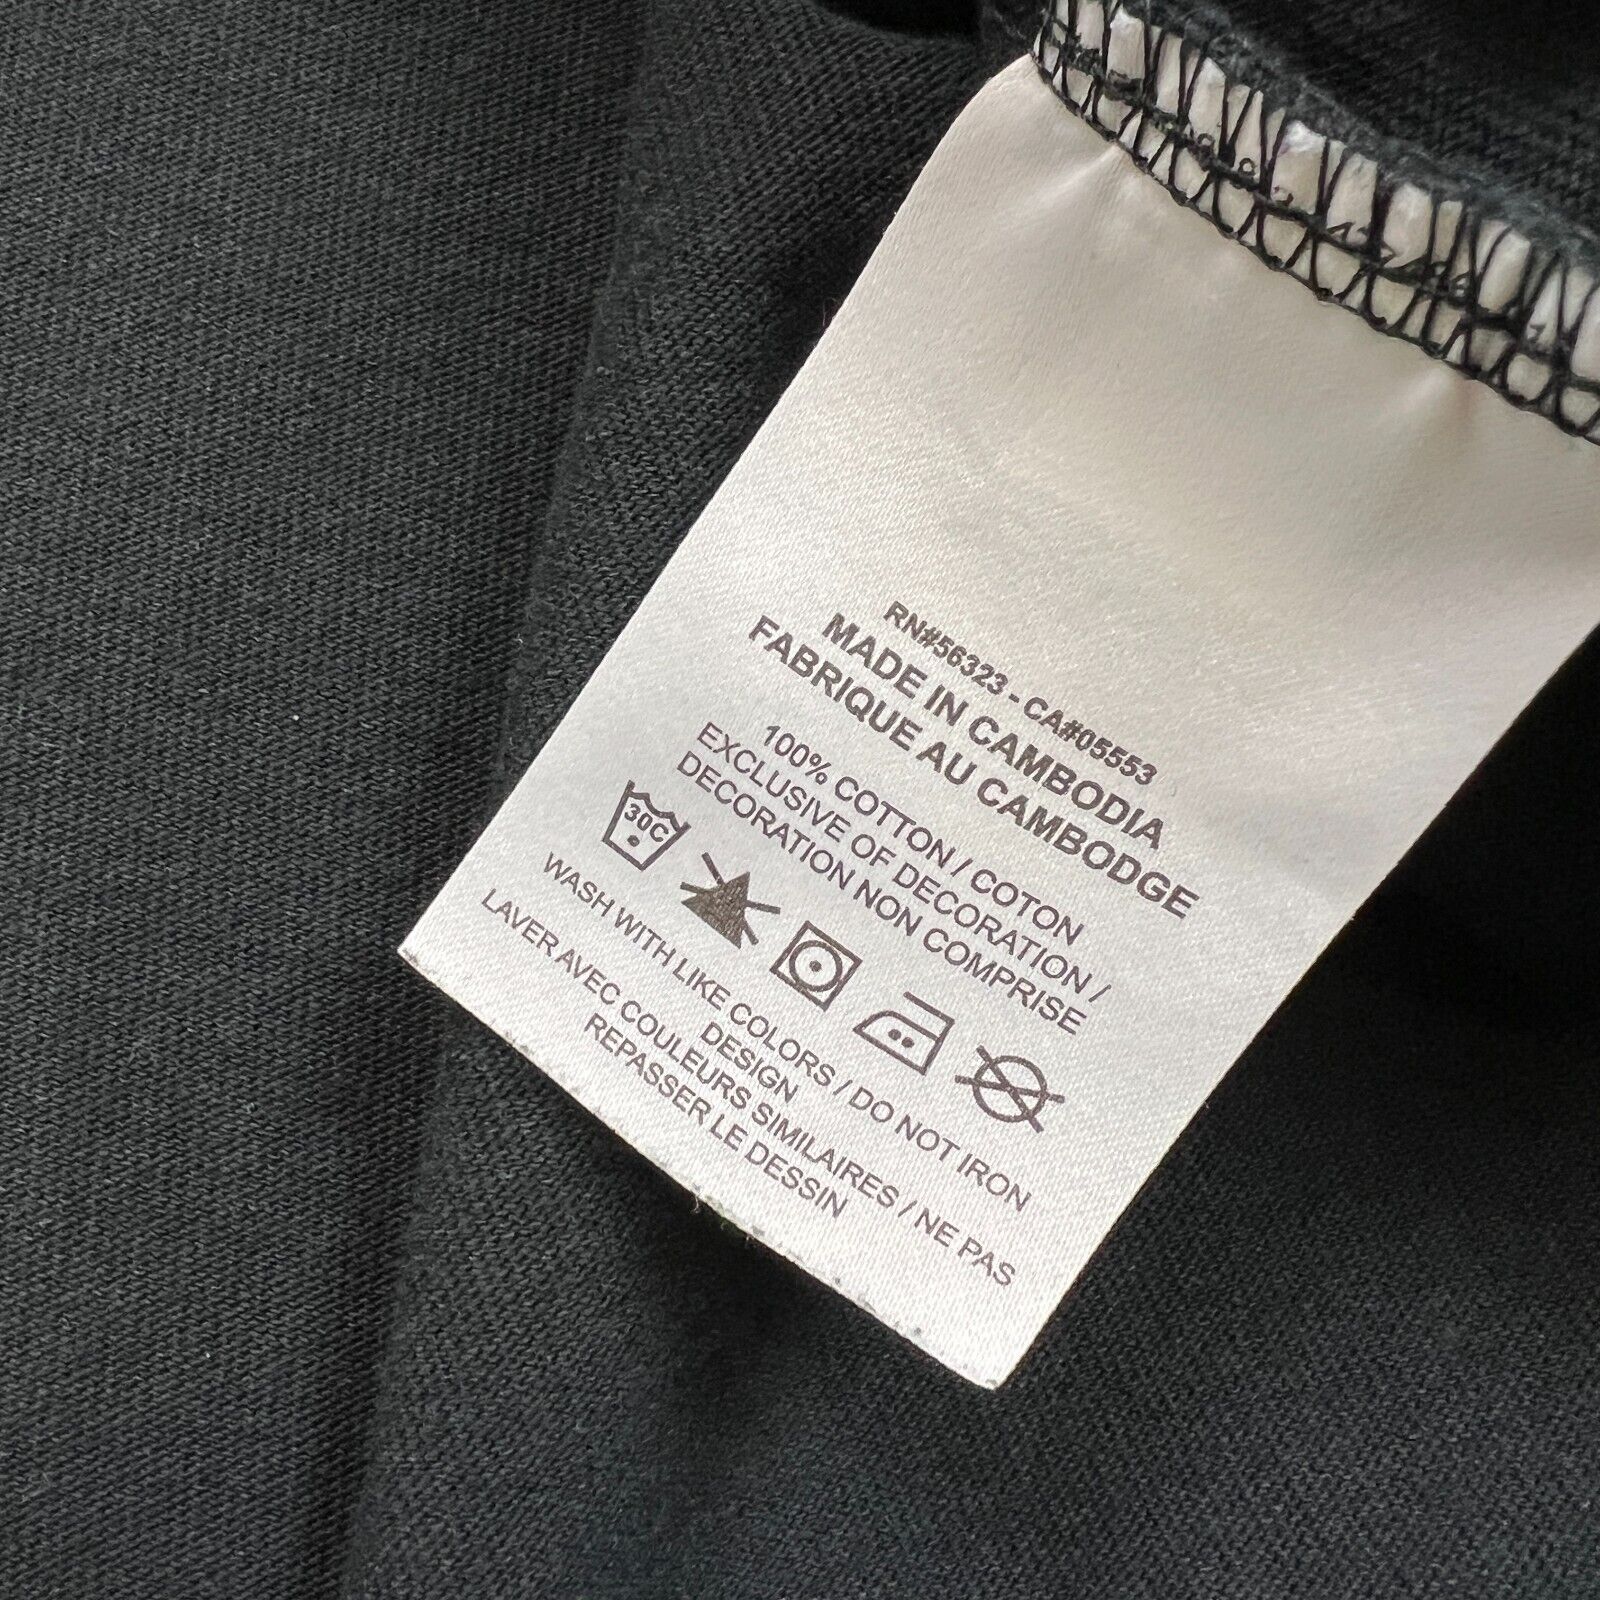 RN#56323 - CA#05553
MADE IN CAMBODIA
FABRIQUE AU CAMBODGE
100% COTTON / COTON
EXCLUSIVE OF DECORATION /
DECORATION NON COMPRISE
30C
WASH WITH LIKE COLORS / DO NOT IRON
DESIGN
LAVER AVEC COULEURS SIMILAIRES / NE PAS
REPASSER LE DESSIN